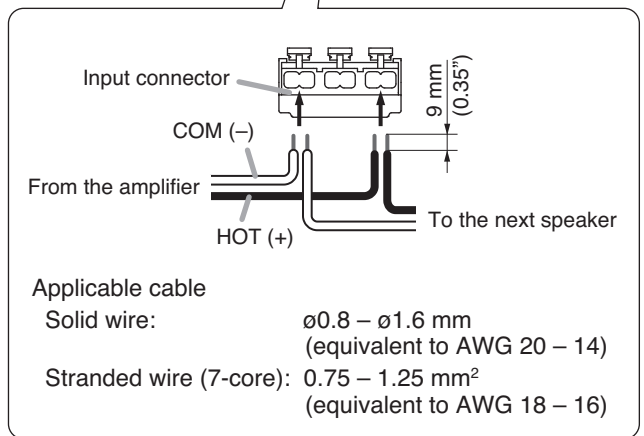 Input connector
9 mm
(0.35”)
COM (–)
From the amplifier
HOT (+)
To the next speaker
Applicable cable
Solid wire: ø0.8 – ø1.6 mm
(equivalent to AWG 20 – 14)
Stranded wire (7-core): 0.75 – 1.25 mm²
(equivalent to AWG 18 – 16)